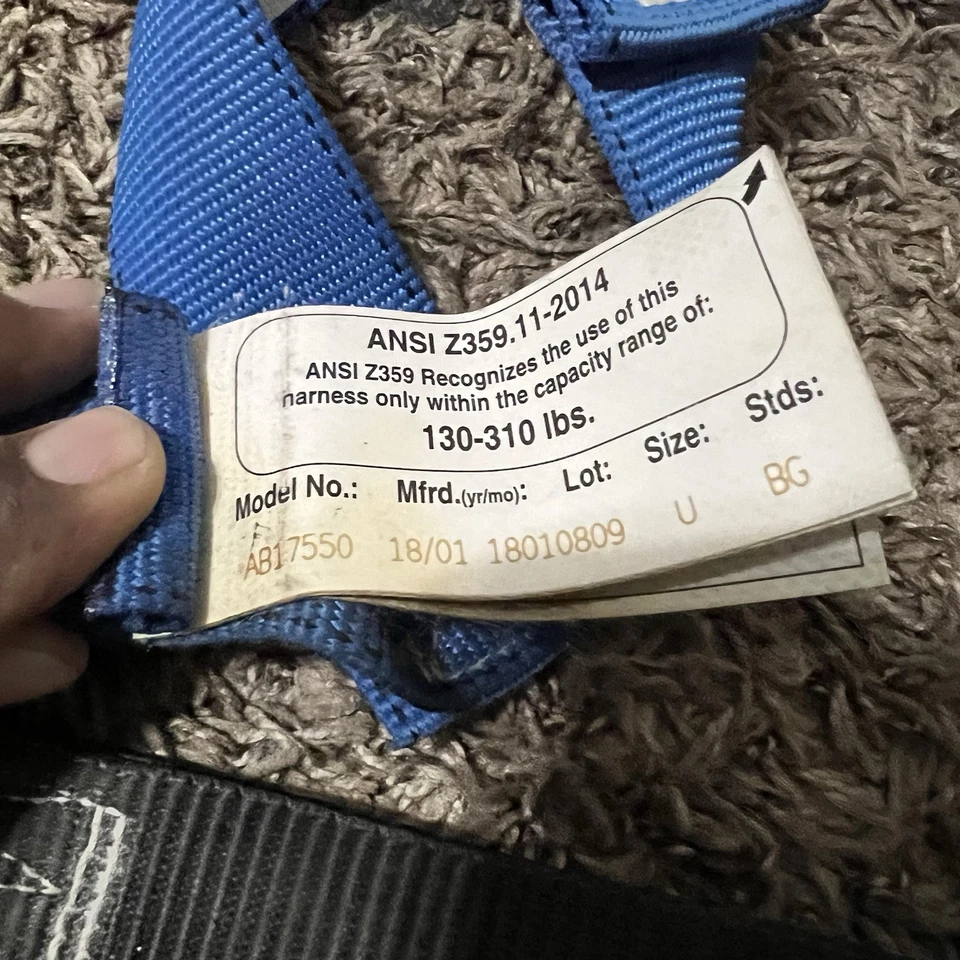 ANSI Z359.11-2014
ANSI Z359 Recognizes the use of this
harness only within the capacity range of:
130-310 lbs.
Model No.: Mfrd.(yr/mo): Lot: Size: Stds:
AB17550 18/01 18010809 U BG